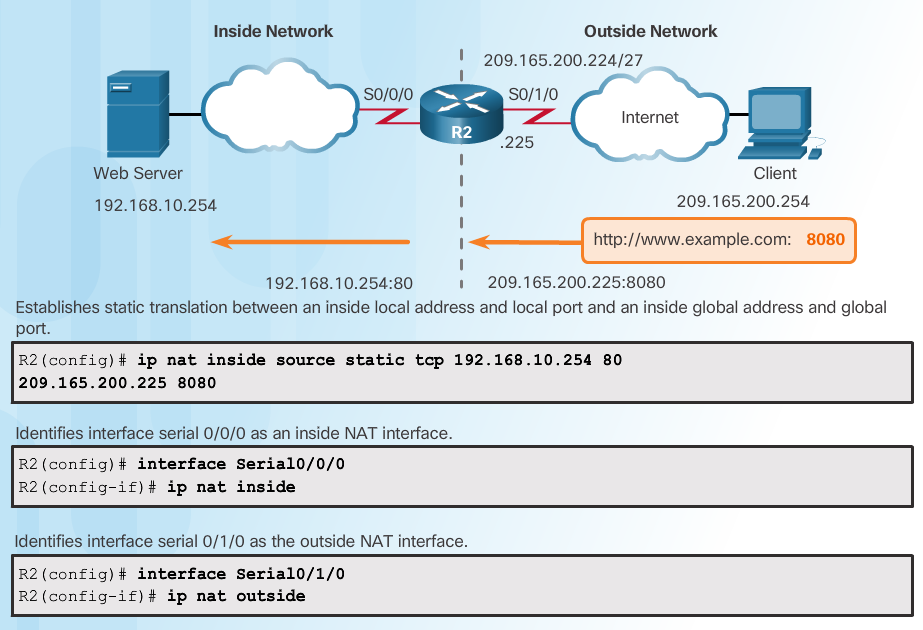 Inside Network
Outside Network
209.165.200.224/27
S0/0/0
S0/1/0
R2
.225
Internet
Web Server
Client
192.168.10.254
209.165.200.254
http://www.example.com: 8080
192.168.10.254:80
209.165.200.225:8080
Establishes static translation between an inside local address and local port and an inside global address and global
port.
R2(config)# ip nat inside source static tcp 192.168.10.254 80
209.165.200.225 8080
Identifies interface serial 0/0/0 as an inside NAT interface.
R2(config)# interface Serial0/0/0
R2(config-if)# ip nat inside
Identifies interface serial 0/1/0 as the outside NAT interface.
R2(config)# interface Serial0/1/0
R2(config-if)# ip nat outside